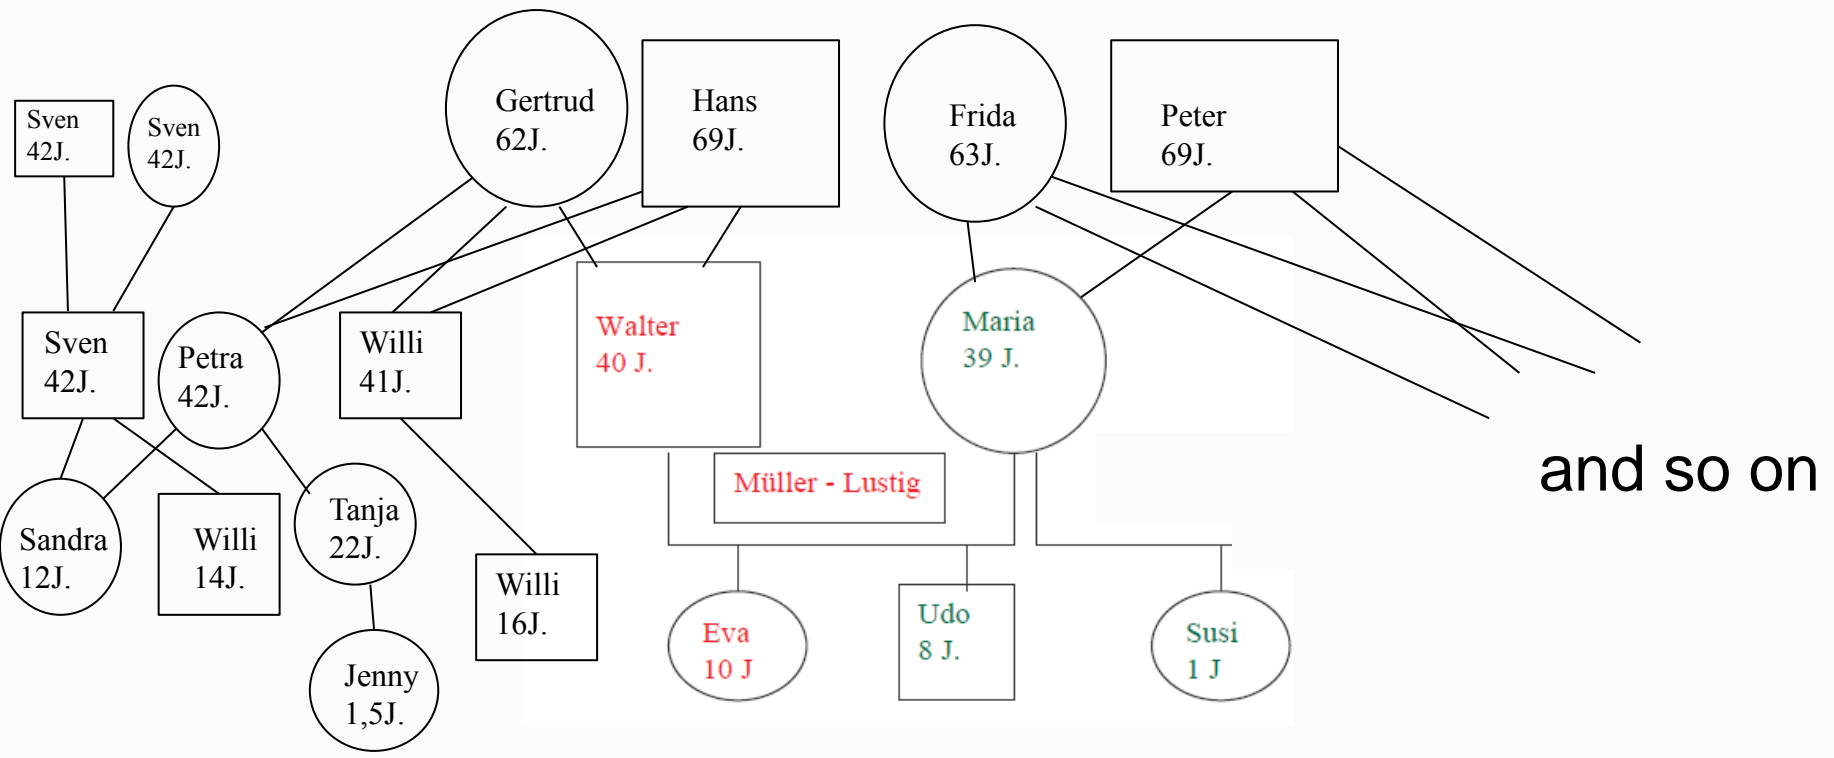 Sven
42J.
Sven
42J.
Gertrud
62J.
Hans
69J.
Frida
63J.
Peter
69J.
Sven
42J.
Petra
42J.
Willi
41J.
Walter
40 J.
Maria
39 J.
Müller - Lustig
and so on
Sandra
12J.
Willi
14J.
Tanja
22J.
Jenny
1,5J.
Willi
16J.
Eva
10 J
Udo
8 J.
Susi
1 J